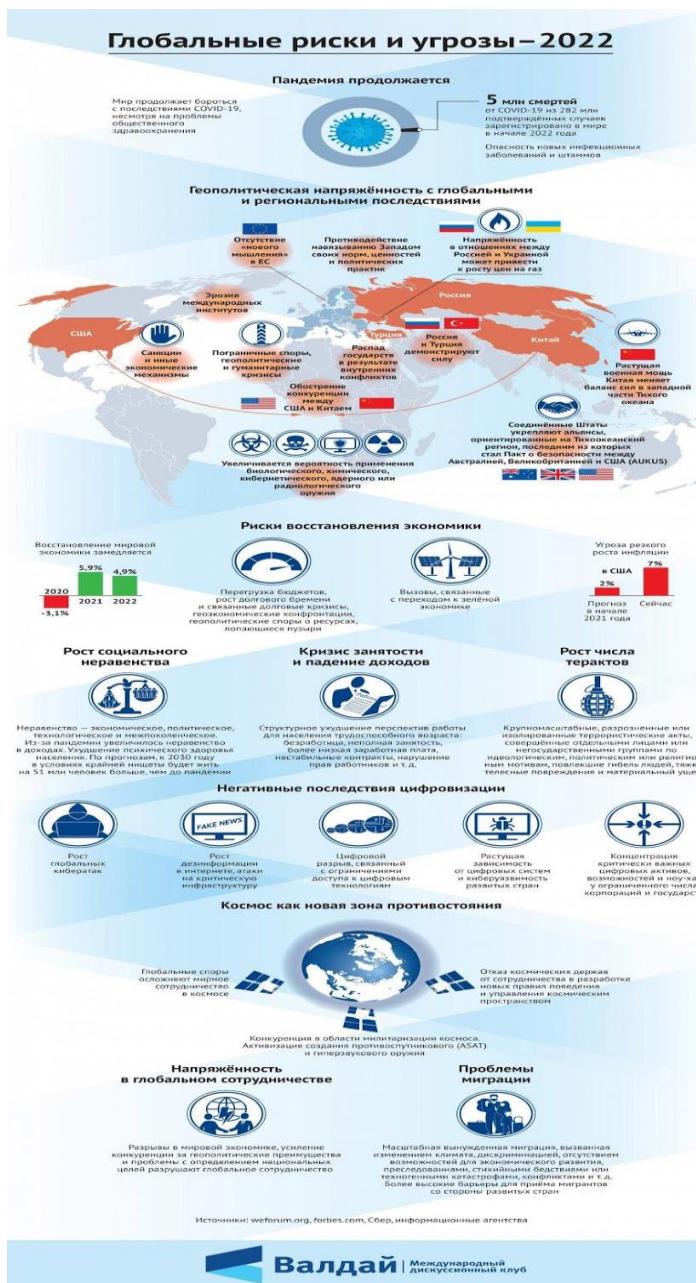 Глобальные риски и угрозы – 2022
Пандемия продолжается
Мир продолжает бороться
с последствиями COVID-19,
несмотря на проблемы
общественного
здравоохранения
5 млн смертей
от COVID-19 из 282 млн
подтверждённых случаев
зарегистрировано в мире
в начале 2022 года
Опасность новых инфекционных
заболеваний и штаммов
Геополитическая напряжённость с глобальными
и региональными последствиями
Отсутствие
«нового
мышления»
в ЕС
Противодействие
навязыванию Западом
своих норм, ценностей
и политических
практик
Напряжённость
в отношениях между
Россией и Украиной
может привести
к росту цен на газ
Эрозия
международных
институтов
Россия
США
Турция
Китай
Санкции
и иные
экономические
механизмы
Пограничные споры,
геополитические
и гуманитарные
кризисы
Распад
государств
в результате
внутренних
конфликтов
Россия
и Турция
демонстрируют
силу
Растущая
военная мощь
Китая меняет
баланс сил в западной
части Тихого
океана
Обострение
конкуренции
между
США и Китаем
Соединённые Штаты
укрепляют альянсы,
ориентированные на Тихоокеанский
регион, последним из которых
стал Пакт о безопасности между
Австралией, Великобританией и США (AUKUS)
Увеличивается вероятность применения
биологического, химического,
кибернетического, ядерного или
радиологического
оружия
Риски восстановления экономики
Восстановление мировой
экономики замедляется
5,9%
4,9%
2020
-3,1%
2021
2022
Перегрузка бюджетов,
рост долгового бремени
и связанные долговые кризисы,
геоэкономические конфронтации,
геополитические споры о ресурсах,
лопающиеся пузыри
Вызовы, связанные
с переходом к зелёной
экономике
Угроза резкого
роста инфляции
в США
7%
2%
Прогноз
в начале
2021 года
Сейчас
Рост социального
неравенства
Неравенство — экономическое, политическое,
технологическое и межпоколенческое.
Из-за пандемии увеличилось неравенство
в доходах. Ухудшение психического здоровья
населения. По прогнозам, к 2030 году
в условиях крайней нищеты будет жить
на 51 млн человек больше, чем до пандемии
Кризис занятости
и падение доходов
Структурное ухудшение перспектив работы
для населения трудоспособного возраста:
безработица, неполная занятость,
более низкая заработная плата,
нестабильные контракты, нарушение
прав работников и т. д.
Рост числа
терактов
Крупномасштабные, разрозненные или
изолированные террористические акты,
совершённые отдельными лицами или
негосударственными группами по
идеологическим, политическим или религио
ным мотивам, повлекшие гибель людей, тяжк
телесные повреждения и материальный уще
Негативные последствия цифровизации
Рост
глобальных
кибератак
FAKE NEWS
Рост
дезинформации
в интернете, атаки
на критическую
инфраструктуру
Цифровой
разрыв, связанный
с ограничениями
доступа к цифровым
технологиям
Растущая
зависимость
от цифровых систем
и киберуязвимость
развитых стран
Концентрация
критически важных
цифровых активов,
возможностей и ноу-ха
у ограниченного числа
корпораций и государст
Космос как новая зона противостояния
Глобальные споры
осложняют мирное
сотрудничество
в космосе
Отказ космических держав
от сотрудничества в разработке
новых правил поведения
и управления космическим
пространством
Конкуренция в области милитаризации космоса.
Активизация создания противоспутникового (ASAT)
и гиперзвукового оружия
Напряжённость
в глобальном сотрудничестве
Разрывы в мировой экономике, усиление
конкуренции за геополитические преимущества
и проблемы с определением национальных
целей разрушают глобальное сотрудничество
Проблемы
миграции
Масштабная вынужденная миграция, вызванная
изменением климата, дискриминацией, отсутствием
возможностей для экономического развития,
преследованиями, стихийными бедствиями или
техногенными катастрофами, конфликтами и т. д.
Более высокие барьеры для приёма мигрантов
со стороны развитых стран
Источники: weforum.org, forbes.com, Сбер, информационные агентства
Валдай
Международный
дискуссионный клуб